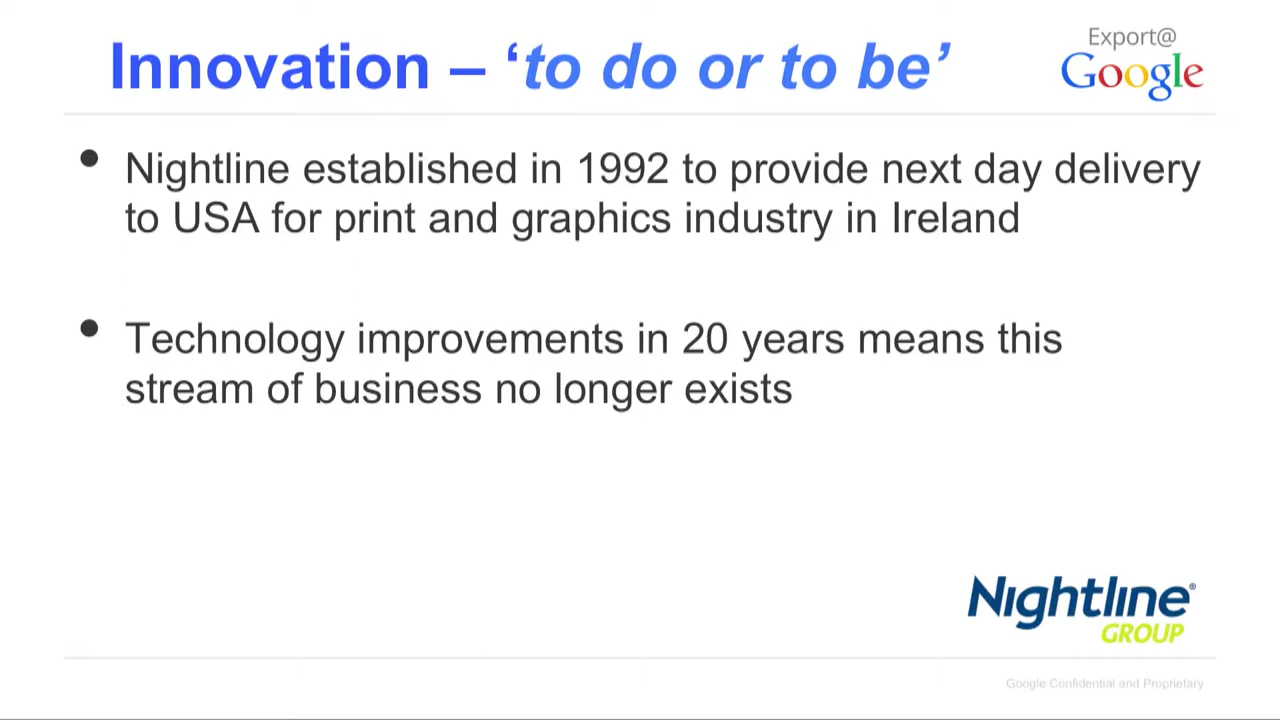 Innovation – ‘to do or to be’
Export@
Google
• Nightline established in 1992 to provide next day delivery
to USA for print and graphics industry in Ireland
• Technology improvements in 20 years means this
stream of business no longer exists
Nightline®
GROUP
Google Confidential and Proprietary